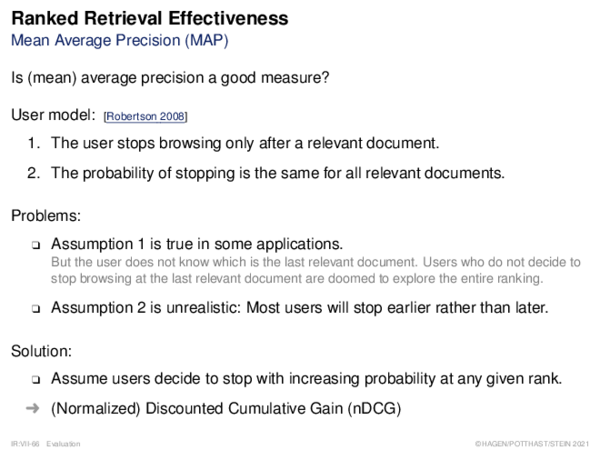 Ranked Retrieval Effectiveness
Mean Average Precision (MAP)
Is (mean) average precision a good measure?
User model: [Robertson 2008]
1. The user stops browsing only after a relevant document.
2. The probability of stopping is the same for all relevant documents.
Problems:
❑ Assumption 1 is true in some applications.
But the user does not know which is the last relevant document. Users who do not decide to
stop browsing at the last relevant document are doomed to explore the entire ranking.
❑ Assumption 2 is unrealistic: Most users will stop earlier rather than later.
Solution:
❑ Assume users decide to stop with increasing probability at any given rank.
➜ (Normalized) Discounted Cumulative Gain (nDCG)
IR:VII-66 Evaluation ©HAGEN/POTTHAST/STEIN 2021